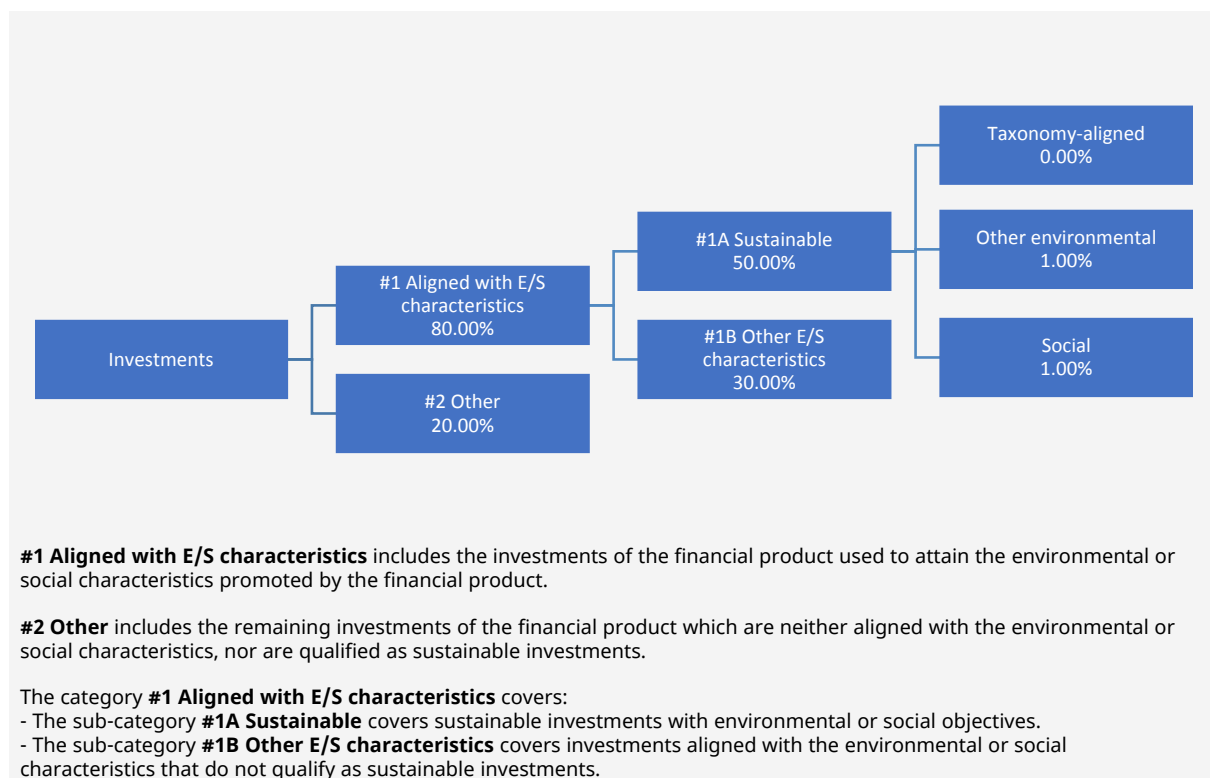 Taxonomy-aligned
0.00%
#1A Sustainable
50.00%
Other environmental
1.00%
#1 Aligned with E/S
characteristics
80.00%
Investments
#1B Other E/S
characteristics
30.00%
Social
1.00%
#2 Other
20.00%
#1 Aligned with E/S characteristics includes the investments of the financial product used to attain the environmental or
social characteristics promoted by the financial product.
#2 Other includes the remaining investments of the financial product which are neither aligned with the environmental or
social characteristics, nor are qualified as sustainable investments.
The category #1 Aligned with E/S characteristics covers:
- The sub-category #1A Sustainable covers sustainable investments with environmental or social objectives.
- The sub-category #1B Other E/S characteristics covers investments aligned with the environmental or social
characteristics that do not qualify as sustainable investments.